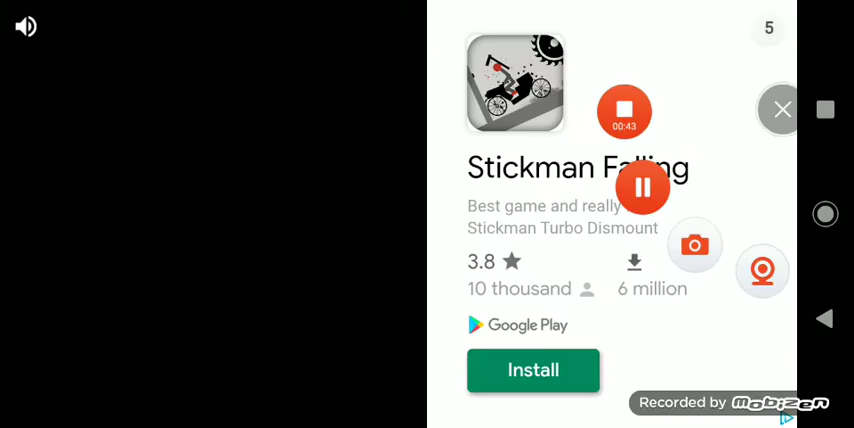 5
00:43
Stickman Falling
Best game and really
Stickman Turbo Dismount
3.8
10 thousand
6 million
Google Play
Install
Recorded by mobizen